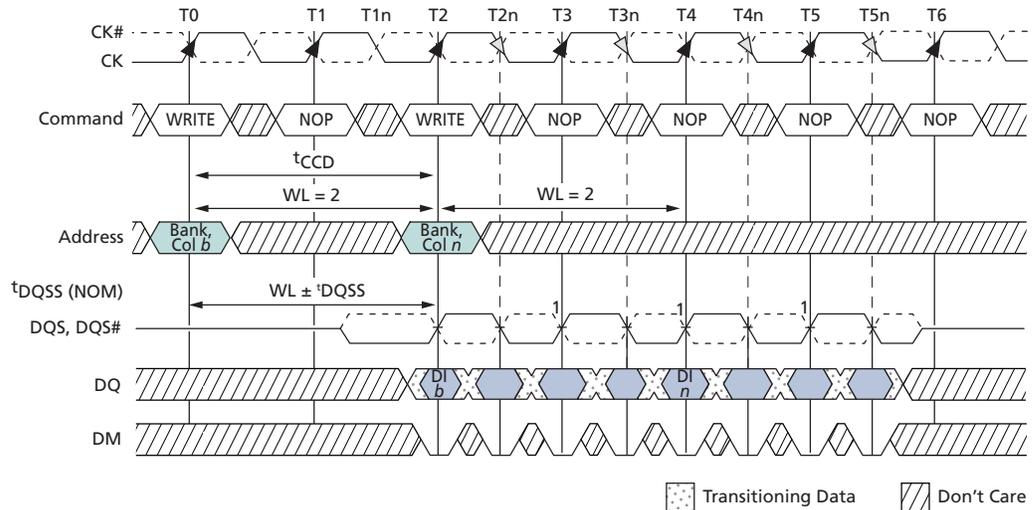 T0 T1 T1n T2 T2n T3 T3n T4 T4n T5 T5n T6
CK#
CK
Command WRITE NOP WRITE NOP NOP NOP NOP
tCCD
WL = 2 WL = 2
Address Bank, Col b Bank, Col n
tDQSS (NOM) WL ± tDQSS
1 1 1
DQS, DQS#
DQ DI b DI n
DM
Transitioning Data Don't Care